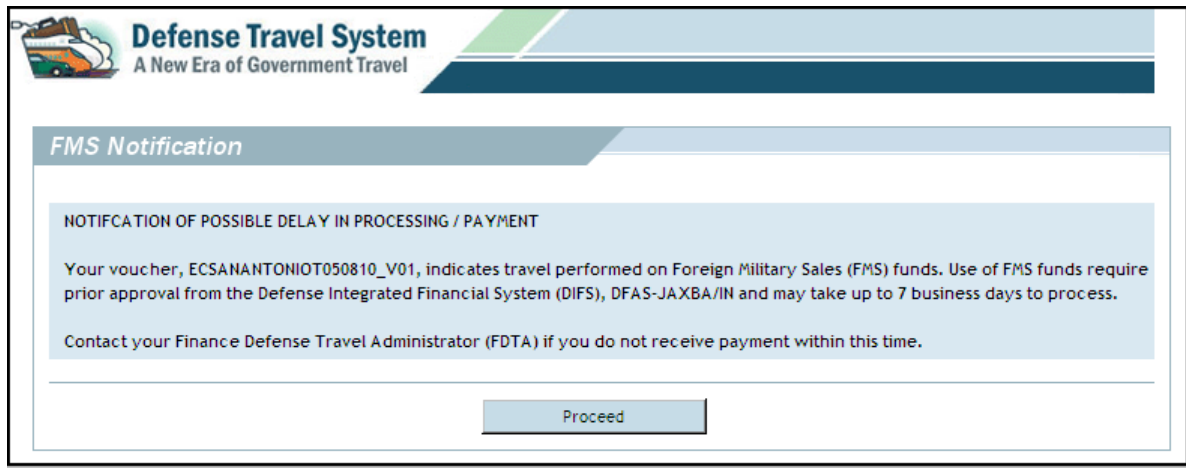 Defense Travel System
A New Era of Government Travel
FMS Notification
NOTIFCATION OF POSSIBLE DELAY IN PROCESSING / PAYMENT
Your voucher, ECSANANTONIOT050810_V01, indicates travel performed on Foreign Military Sales (FMS) funds. Use of FMS funds require
prior approval from the Defense Integrated Financial System (DIFS), DFAS-JAXBA/IN and may take up to 7 business days to process.
Contact your Finance Defense Travel Administrator (FDTA) if you do not receive payment within this time.
Proceed